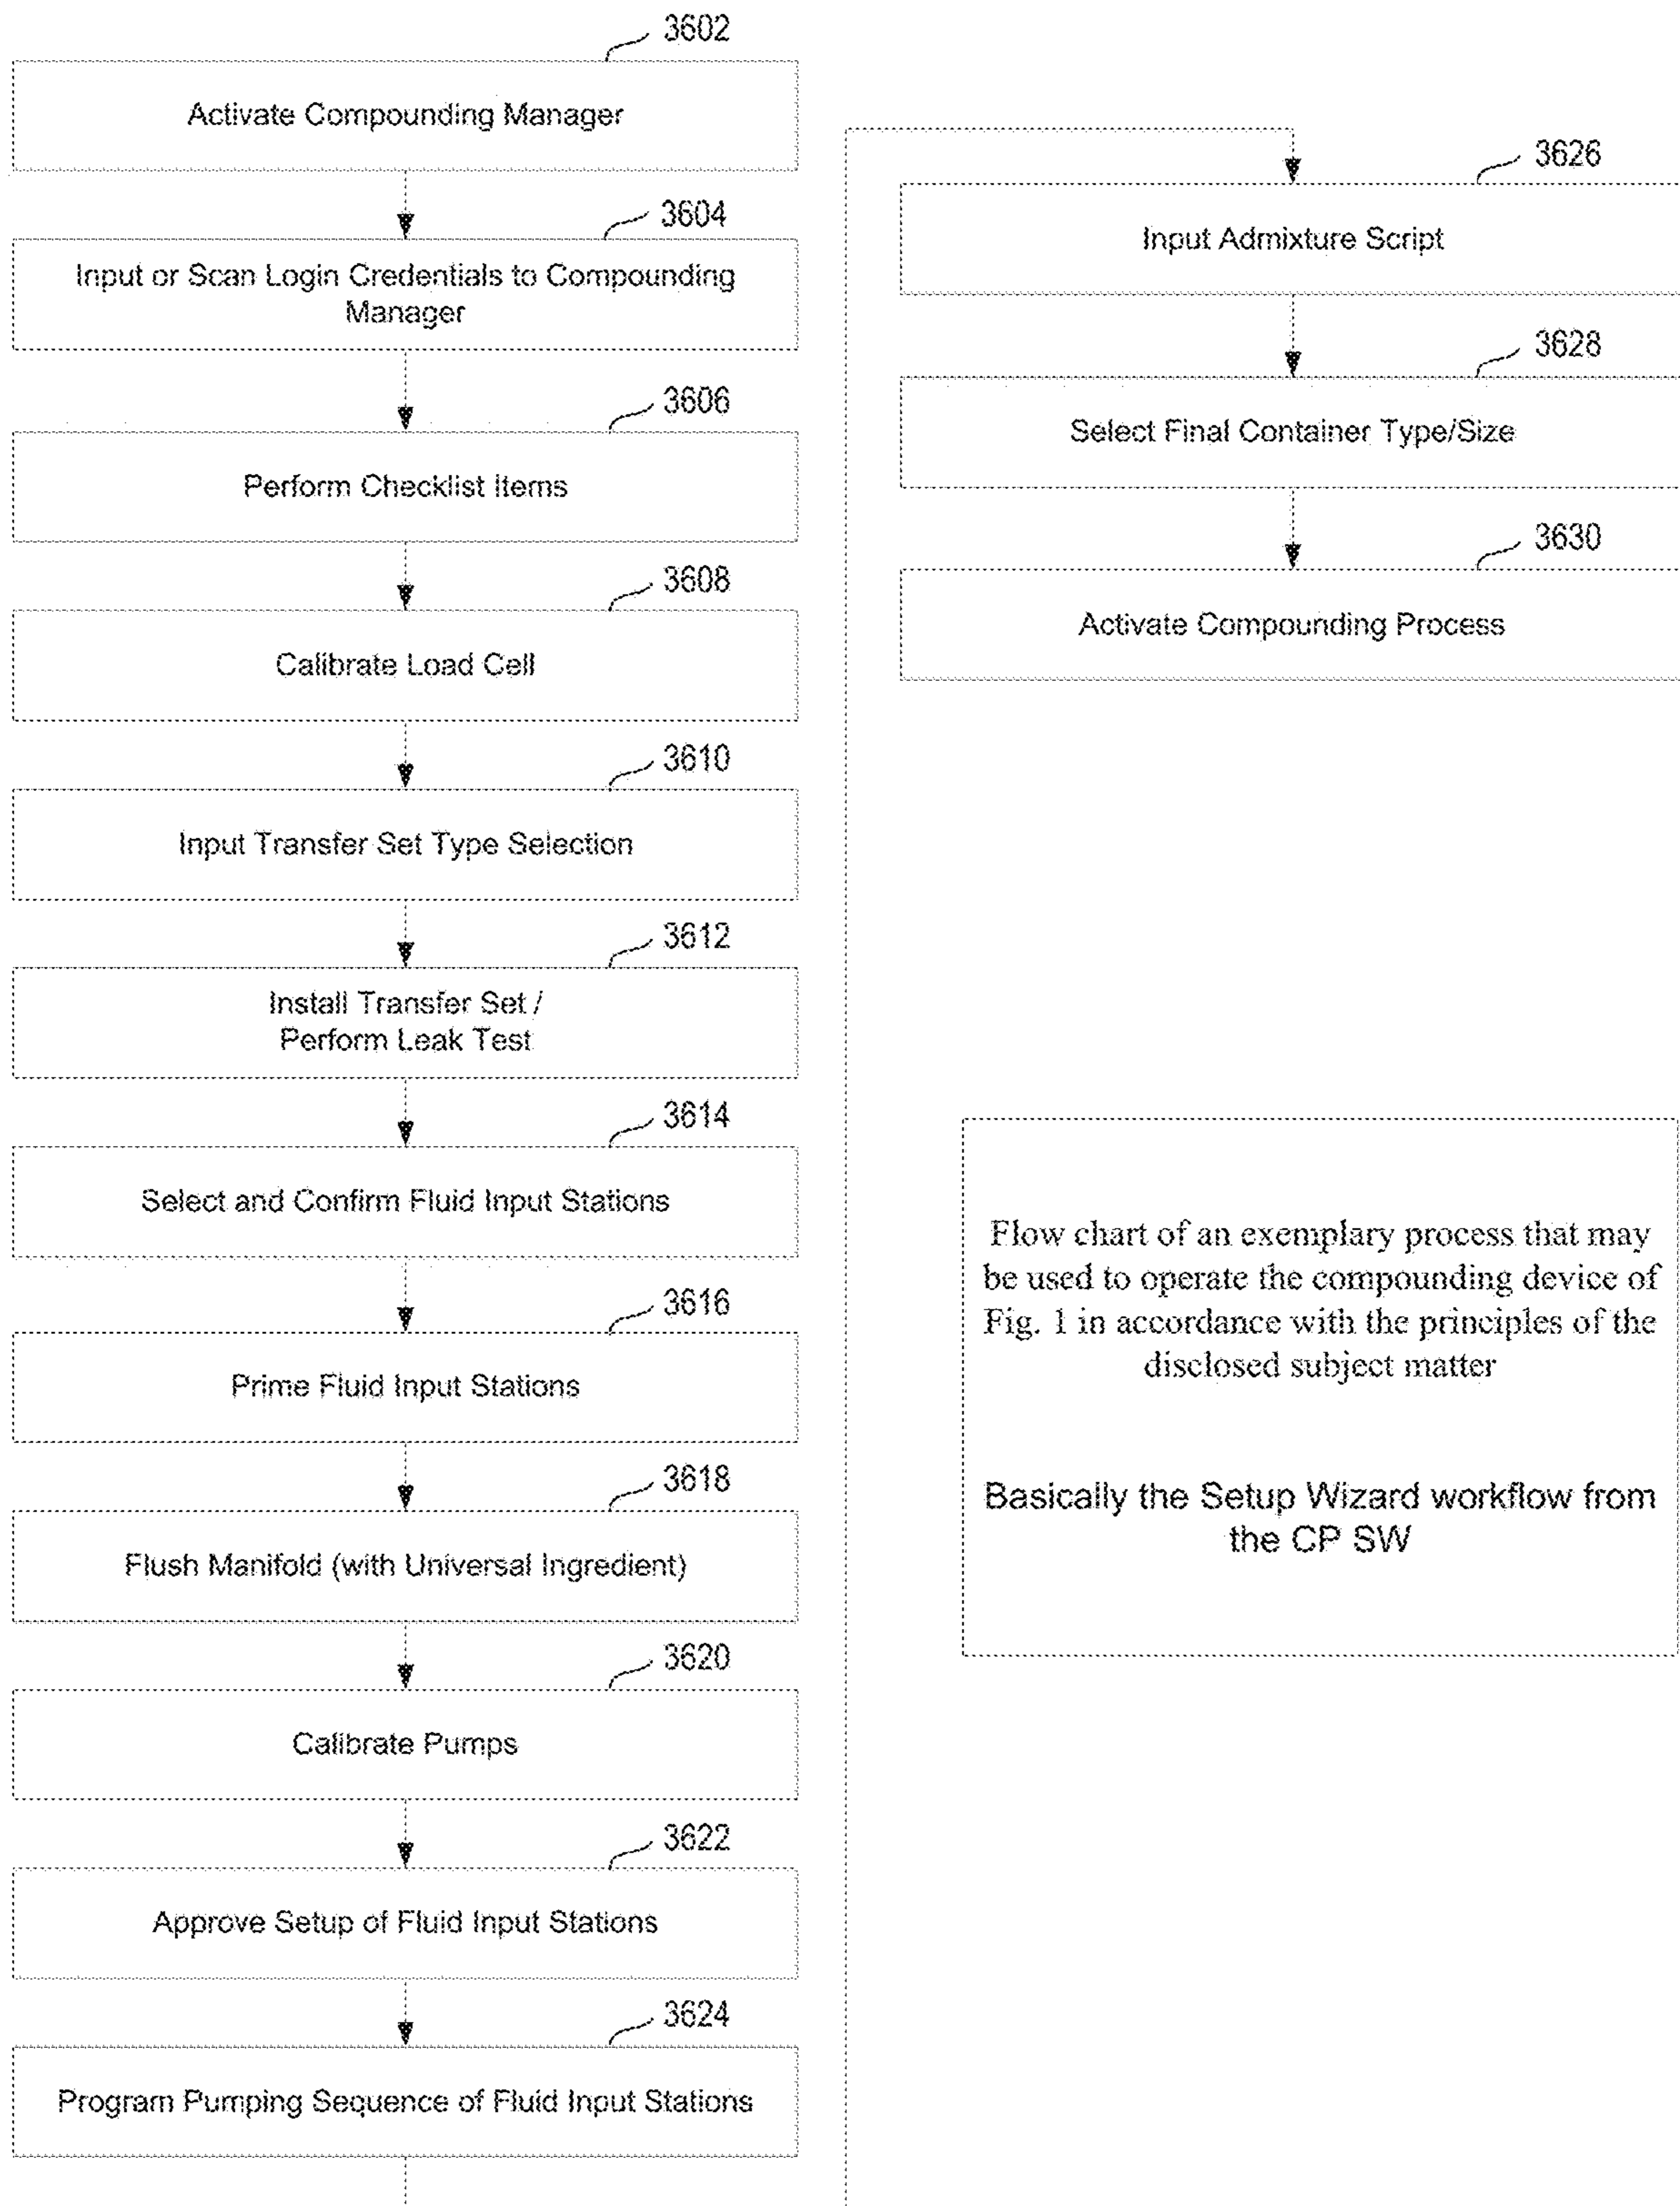 3602
Activate Compounding Manager
3604
Input or Scan Login Credentials to Compounding
Manager
3606
Perform Checklist Items
3608
Calibrate Load Cell
3610
Input Transfer Set Type Selection
3612
Install Transfer Set /
Perform Leak Test
3614
Select and Confirm Fluid Input Stations
3616
Prime Fluid Input Stations
3618
Flush Manifold (with Universal Ingredient)
3620
Calibrate Pumps
3622
Approve Setup of Fluid Input Stations
3624
Program Pumping Sequence of Fluid Input Stations
3626
Input Admixture Script
3628
Select Final Container Type/Size
3630
Activate Compounding Process
Flow chart of an exemplary process that may
be used to operate the compounding device of
Fig. 1 in accordance with the principles of the
disclosed subject matter
Basically the Setup Wizard workflow from
the CP SW